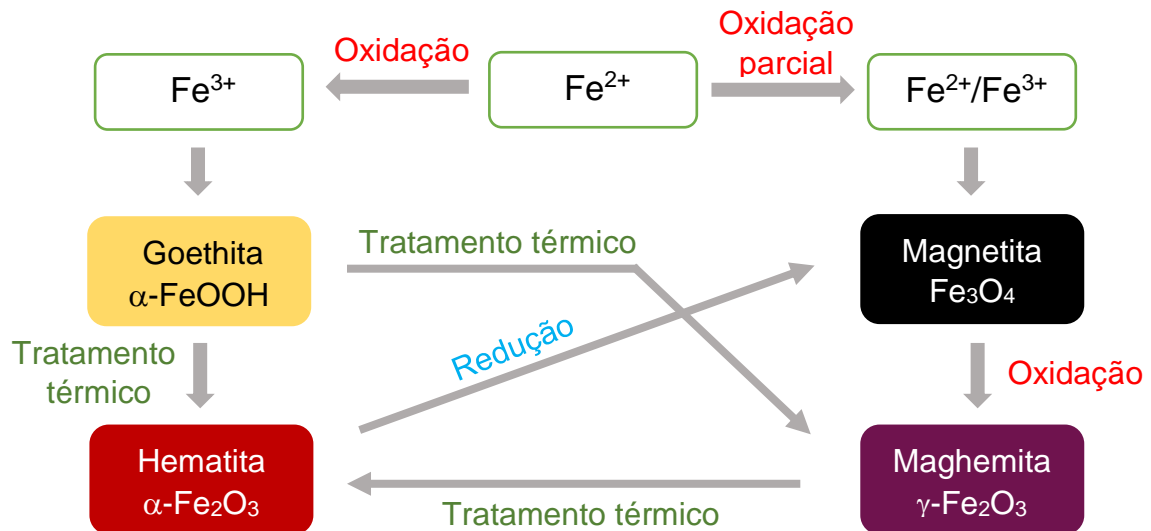 Oxidação
Oxidação
parcial
Fe³⁺
Fe²⁺
Fe²⁺/Fe³⁺
Goethita
α-FeOOH
Tratamento térmico
Magnetita
Fe₃O₄
Tratamento
térmico
Redução
Oxidação
Hematita
α-Fe₂O₃
Maghemita
γ-Fe₂O₃
Tratamento térmico